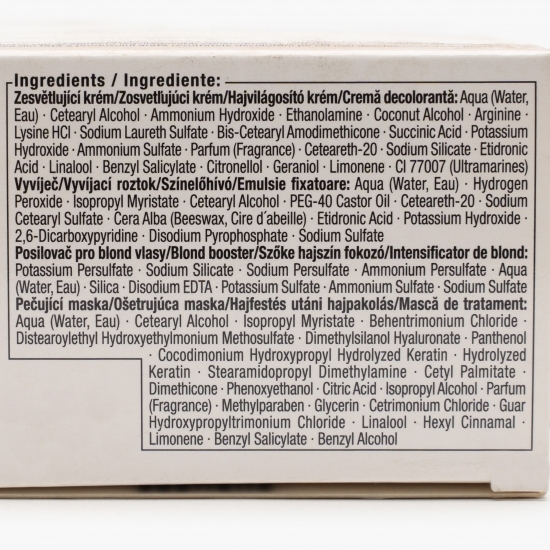 Ingredients / Ingrediente:
Zesvětlující krém/Zosvetľujúci krém/Hajvilágosító krém/Cremă decolorantă: Aqua (Water,
Eau) · Cetearyl Alcohol · Ammonium Hydroxide · Ethanolamine · Coconut Alcohol · Arginine ·
Lysine HCl · Sodium Laureth Sulfate · Bis-Cetearyl Amodimethicone · Succinic Acid · Potassium
Hydroxide · Ammonium Sulfate · Parfum (Fragrance) · Ceteareth-20 · Sodium Silicate · Etidronic
Acid · Linalool · Benzyl Salicylate · Citronellol · Geraniol · Limonene · CI 77007 (Ultramarines)
Vyvíječ/Vyvíjací roztok/Színelőhívó/Emulsie fixatoare: Aqua (Water, Eau) · Hydrogen
Peroxide · Isopropyl Myristate · Cetearyl Alcohol · PEG-40 Castor Oil · Ceteareth-20 · Sodium
Cetearyl Sulfate · Cera Alba (Beeswax, Cire d´abeille) · Etidronic Acid · Potassium Hydroxide ·
2,6-Dicarboxypyridine · Disodium Pyrophosphate · Sodium Sulfate
Posilovač pro blond vlasy/Blond booster/Szőke hajszín fokozó/Intensificator de blond:
Potassium Persulfate · Sodium Silicate · Sodium Persulfate · Ammonium Persulfate · Aqua
(Water, Eau) · Silica · Disodium EDTA · Potassium Sulfate · Ammonium Sulfate · Sodium Sulfate
Pečující maska/Ošetrujúca maska/Hajfestés utáni hajpakolás/Mască de tratament:
Aqua (Water, Eau) · Cetearyl Alcohol · Isopropyl Myristate · Behentrimonium Chloride ·
Distearoylethyl Hydroxyethylmonium Methosulfate · Dimethylsilanol Hyaluronate · Panthenol
· Cocodimonium Hydroxypropyl Hydrolyzed Keratin · Hydrolyzed
Keratin · Stearamidopropyl Dimethylamine · Cetyl Palmitate ·
Dimethicone · Phenoxyethanol · Citric Acid · Isopropyl Alcohol · Parfum
(Fragrance) · Methylparaben · Glycerin · Cetrimonium Chloride · Guar
Hydroxypropyltrimonium Chloride · Linalool · Hexyl Cinnamal ·
Limonene · Benzyl Salicylate · Benzyl Alcohol